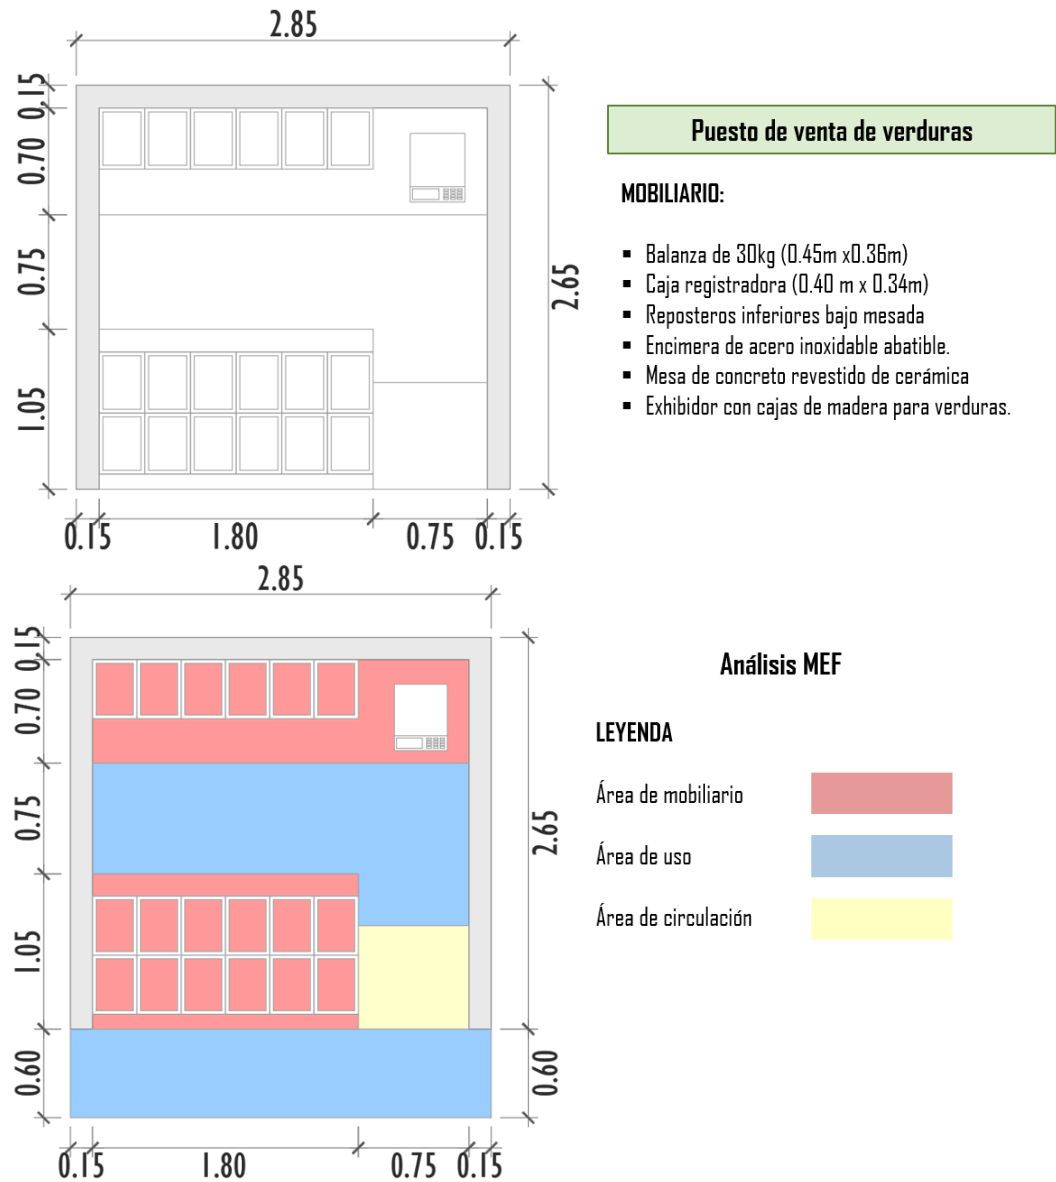 2.85
0.15
0.70
0.75
1.05
2.65
0.15
1.80
0.75
0.15
Puesto de venta de verduras
MOBILIARIO:
▪ Balanza de 30kg (0.45m x0.36m)
▪ Caja registradora (0.40 m x 0.34m)
▪ Reposteros inferiores bajo mesada
▪ Encimera de acero inoxidable abatible.
▪ Mesa de concreto revestido de cerámica
▪ Exhibidor con cajas de madera para verduras.
2.85
0.15
0.70
0.75
1.05
0.60
2.65
0.60
0.15
1.80
0.75
0.15
Análisis MEF
LEYENDA
Área de mobiliario
Área de uso
Área de circulación